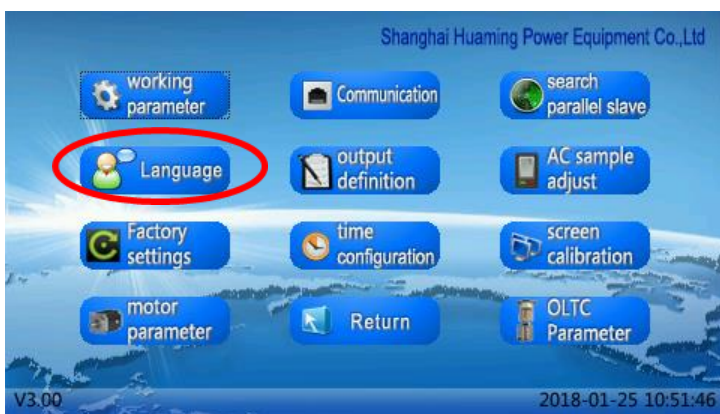 Shanghai Huaming Power Equipment Co.,Ltd
working
parameter
Communication
search
parallel slave
Language
output
definition
AC sample
adjust
Factory
settings
time
configuration
screen
calibration
motor
parameter
Return
OLTC
Parameter
V3.00
2018-01-25 10:51:46